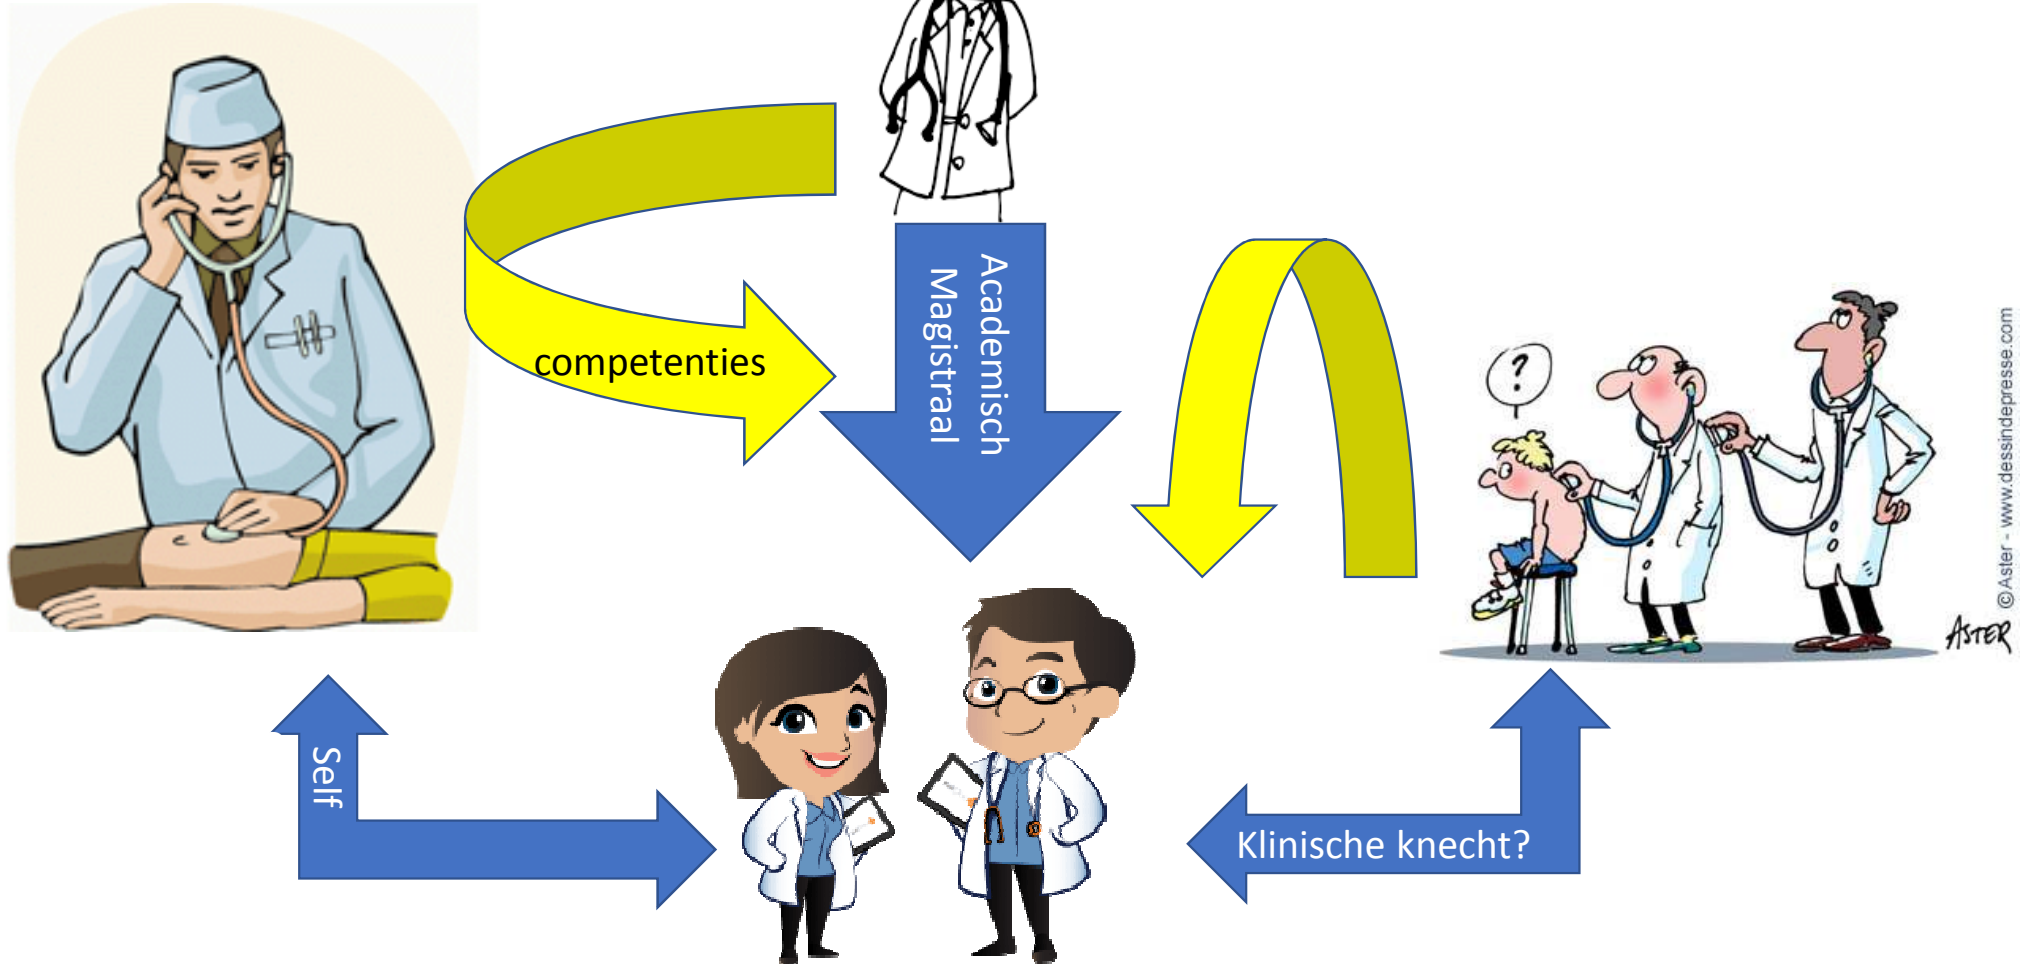 competenties
Academisch
Magistraal
?
© Aster - www.dessindepresse.com
ASTER
Self
Klinische knecht?